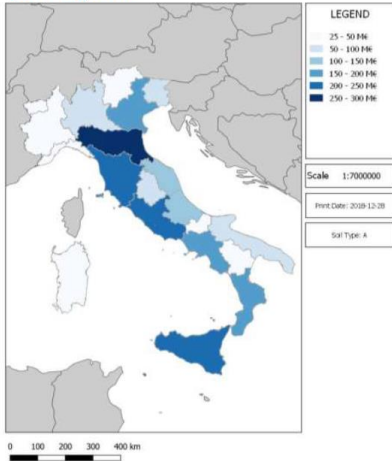 LEGEND
25 - 50 M€
50 - 100 M€
100 - 150 M€
150 - 200 M€
200 - 250 M€
250 - 300 M€
Scale 1:7000000
Print Date: 2018-12-28
Soil Type: A
0 100 200 300 400 km